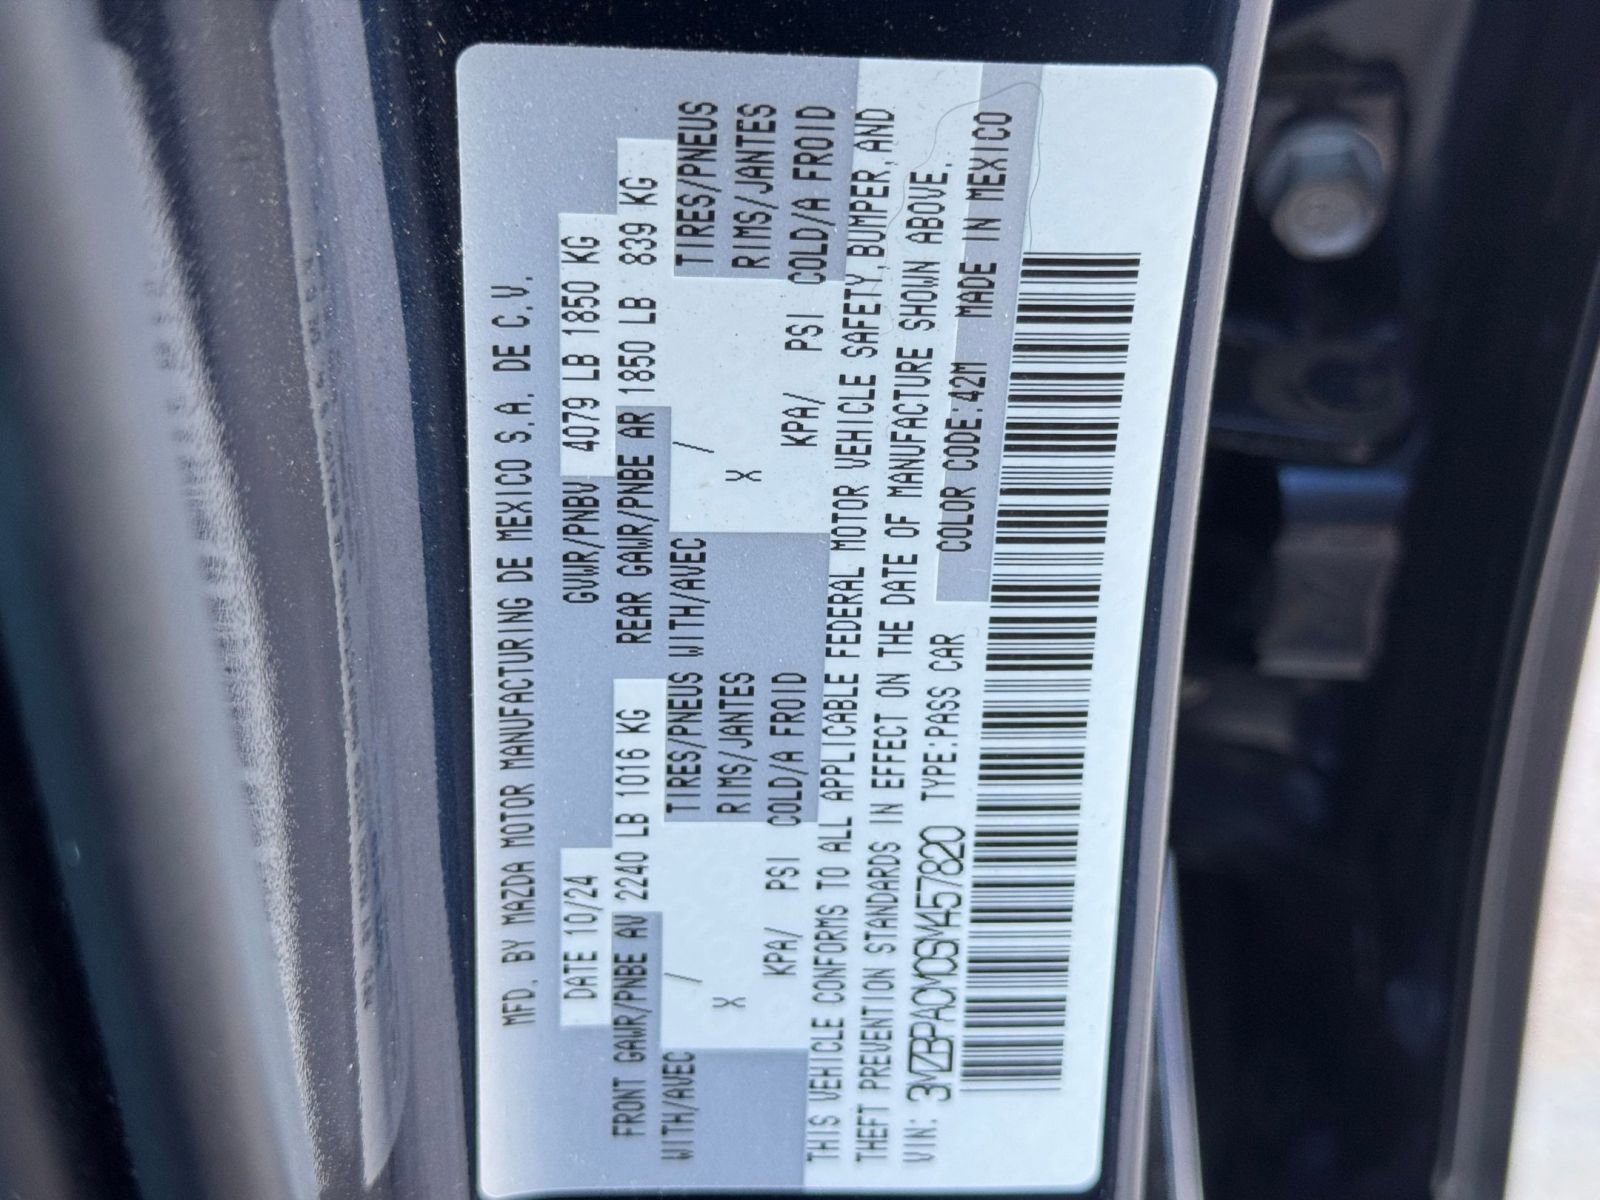 MFD. BY MAZDA MOTOR MANUFACTURING DE MEXICO S.A. DE C.V.
DATE 10/24 GVWR/PNBV 4079 LB 1850 KG
FRONT GAWR/PNBE AV 2240 LB 1016 KG REAR GAWR/PNBE AR 1850 LB 839 KG
WITH/AVEC / TIRES/PNEUS WITH/AVEC / TIRES/PNEUS
X RIMS/JANTES X RIMS/JANTES
KPA/ PSI COLD/A FROID KPA/ PSI COLD/A FROID
THIS VEHICLE CONFORMS TO ALL APPLICABLE FEDERAL MOTOR VEHICLE SAFETY, BUMPER, AND
THEFT PREVENTION STANDARDS IN EFFECT ON THE DATE OF MANUFACTURE SHOWN ABOVE.
VIN: 3MZBPACM0SM457820 TYPE:PASS CAR COLOR CODE:42M MADE IN MEXICO